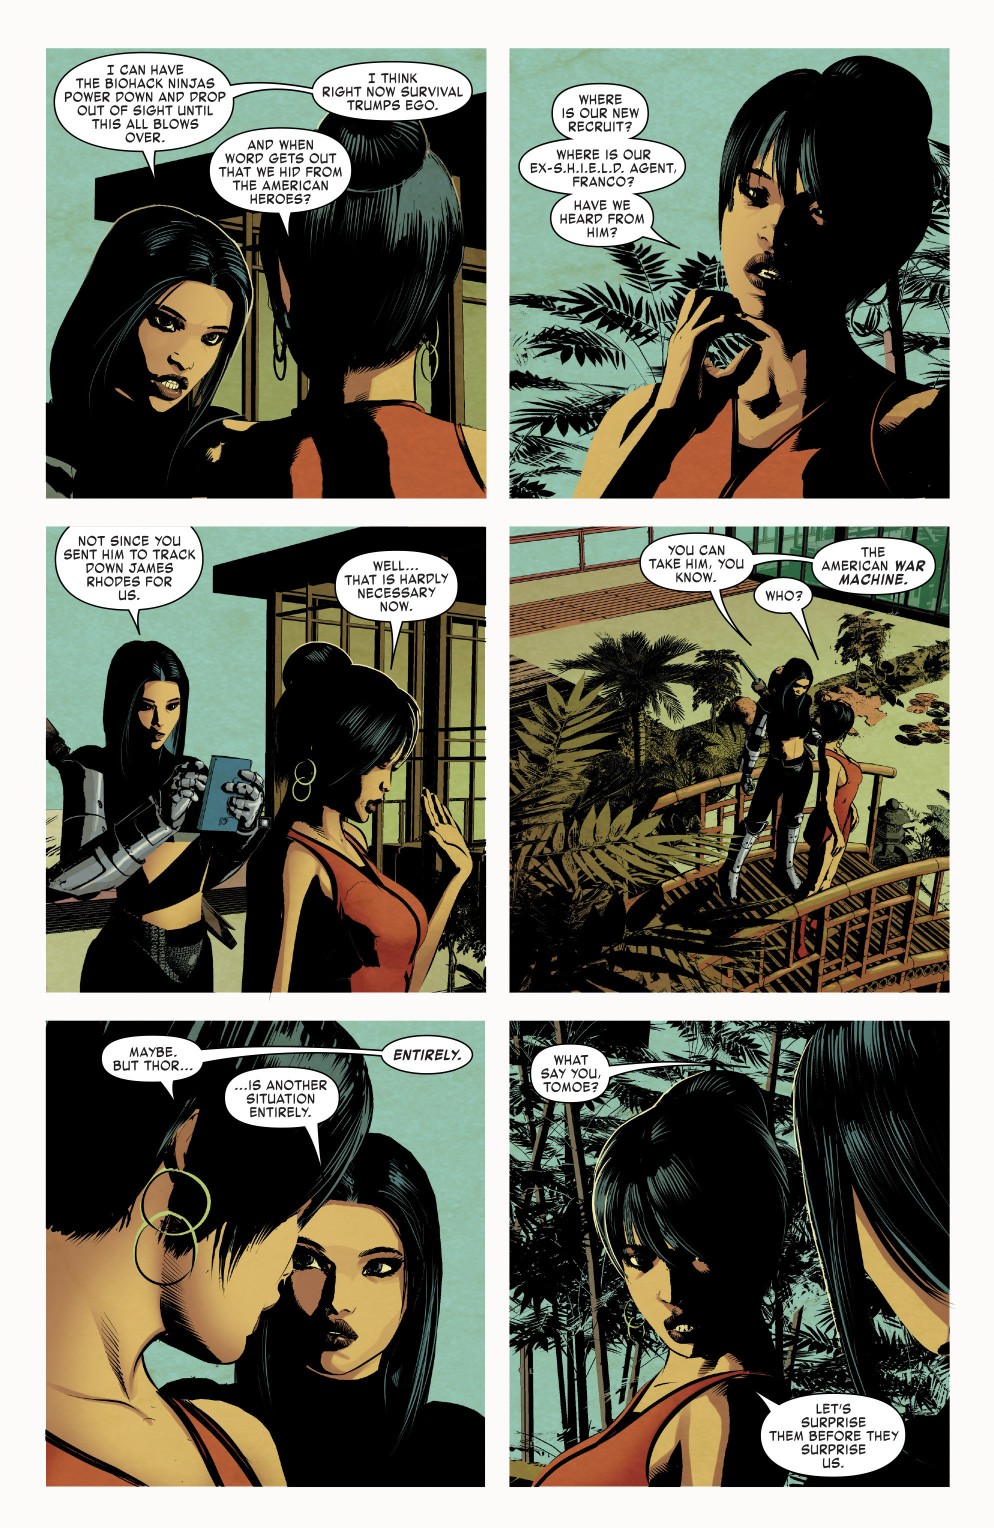 I CAN HAVE
THE BIOHACK NINJAS
POWER DOWN AND DROP
OUT OF SIGHT UNTIL
THIS ALL BLOWS
OVER.
I THINK
RIGHT NOW SURVIVAL
TRUMPS EGO.
AND WHEN
WORD GETS OUT
THAT WE HID FROM
THE AMERICAN
HEROES?
WHERE
IS OUR NEW
RECRUIT?
WHERE IS OUR
EX-S.H.I.E.L.D. AGENT,
FRANCO?
HAVE WE
HEARD FROM
HIM?
NOT SINCE YOU
SENT HIM TO TRACK
DOWN JAMES
RHODES FOR
US.
WELL...
THAT IS HARDLY
NECESSARY
NOW.
YOU CAN
TAKE HIM, YOU
KNOW.
WHO?
THE
AMERICAN WAR
MACHINE.
MAYBE.
BUT THOR...
...IS ANOTHER
SITUATION
ENTIRELY.
ENTIRELY.
WHAT
SAY YOU,
TOMOE?
LET'S
SURPRISE
THEM BEFORE THEY
SURPRISE
US.